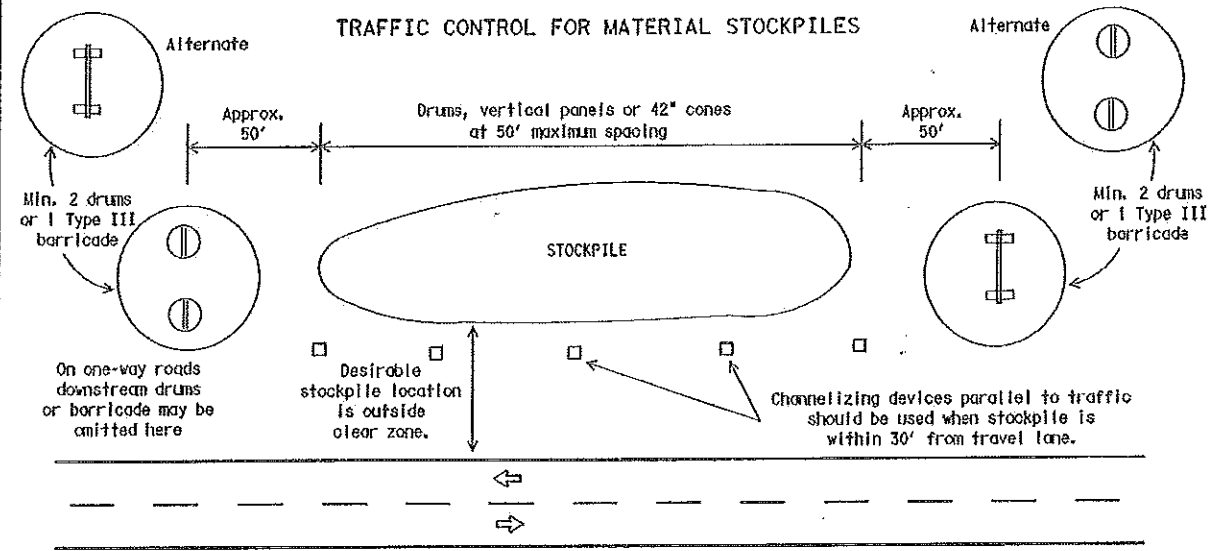 TRAFFIC CONTROL FOR MATERIAL STOCKPILES
Alternate
Alternate
Approx.
50'
Drums, vertical panels or 42" cones
at 50' maximum spacing
Approx.
50'
Min. 2 drums
or 1 Type III
barricade
Min. 2 drums
or 1 Type III
barricade
STOCKPILE
On one-way roads
downstream drums
or barricade may be
omitted here
Desirable
stockpile location
is outside
clear zone.
Channelizing devices parallel to traffic
should be used when stockpile is
within 30' from travel lane.